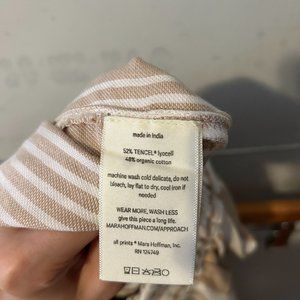 made in India
52% TENCEL® lyocell
48% organic cotton
machine wash cold delicate, do not
bleach, lay flat to dry, cool iron if
needed
WEAR MORE, WASH LESS
give this piece a long life.
MARAHOFFMAN.COM/APPROACH
all prints ® Mara Hoffman, Inc.
RN 124749